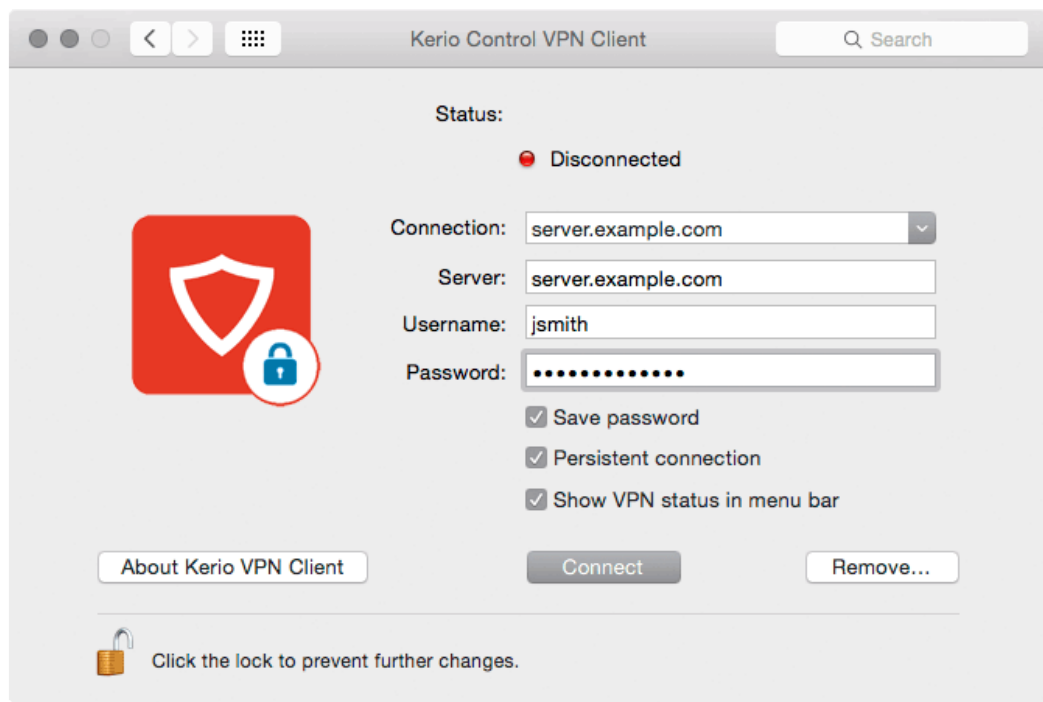 Kerio Control VPN Client
Search
Status:
Disconnected
Connection: server.example.com
Server: server.example.com
Username: jsmith
Password: •••••••••••••
Save password
Persistent connection
Show VPN status in menu bar
About Kerio VPN Client Connect Remove...
Click the lock to prevent further changes.